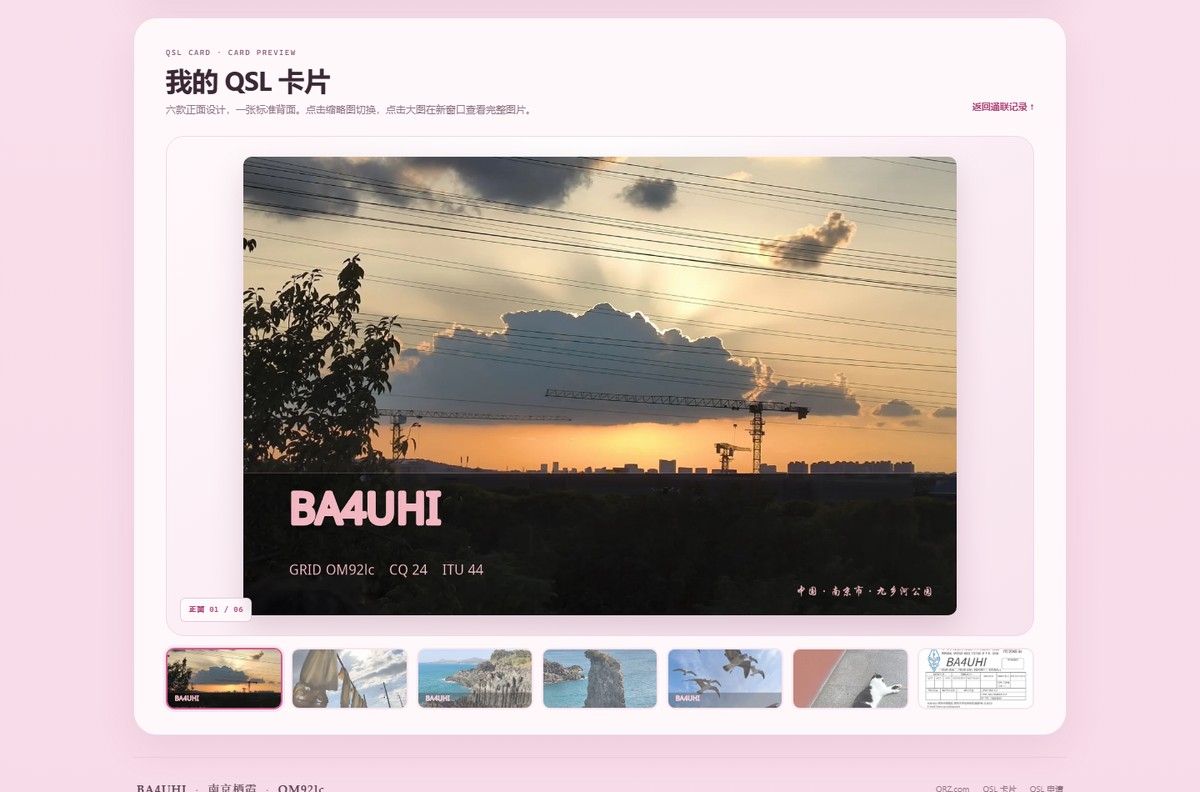 QSL CARD · CARD PREVIEW
我的 QSL 卡片
六款正面设计，一张标准背面。点击缩略图切换，点击大图在新窗口查看完整图片。
返回通联记录 ↑
BA4UHI
GRID OM92lc CQ 24 ITU 44
中国·南京市·九乡河公园
正面 01 / 06
BA4UHI
BA4UHI
BA4UHI
BA4UHI
BA4UHI · 南京栖霞 · OM92lc
QRZ.com QSL 卡片 QSL 申请